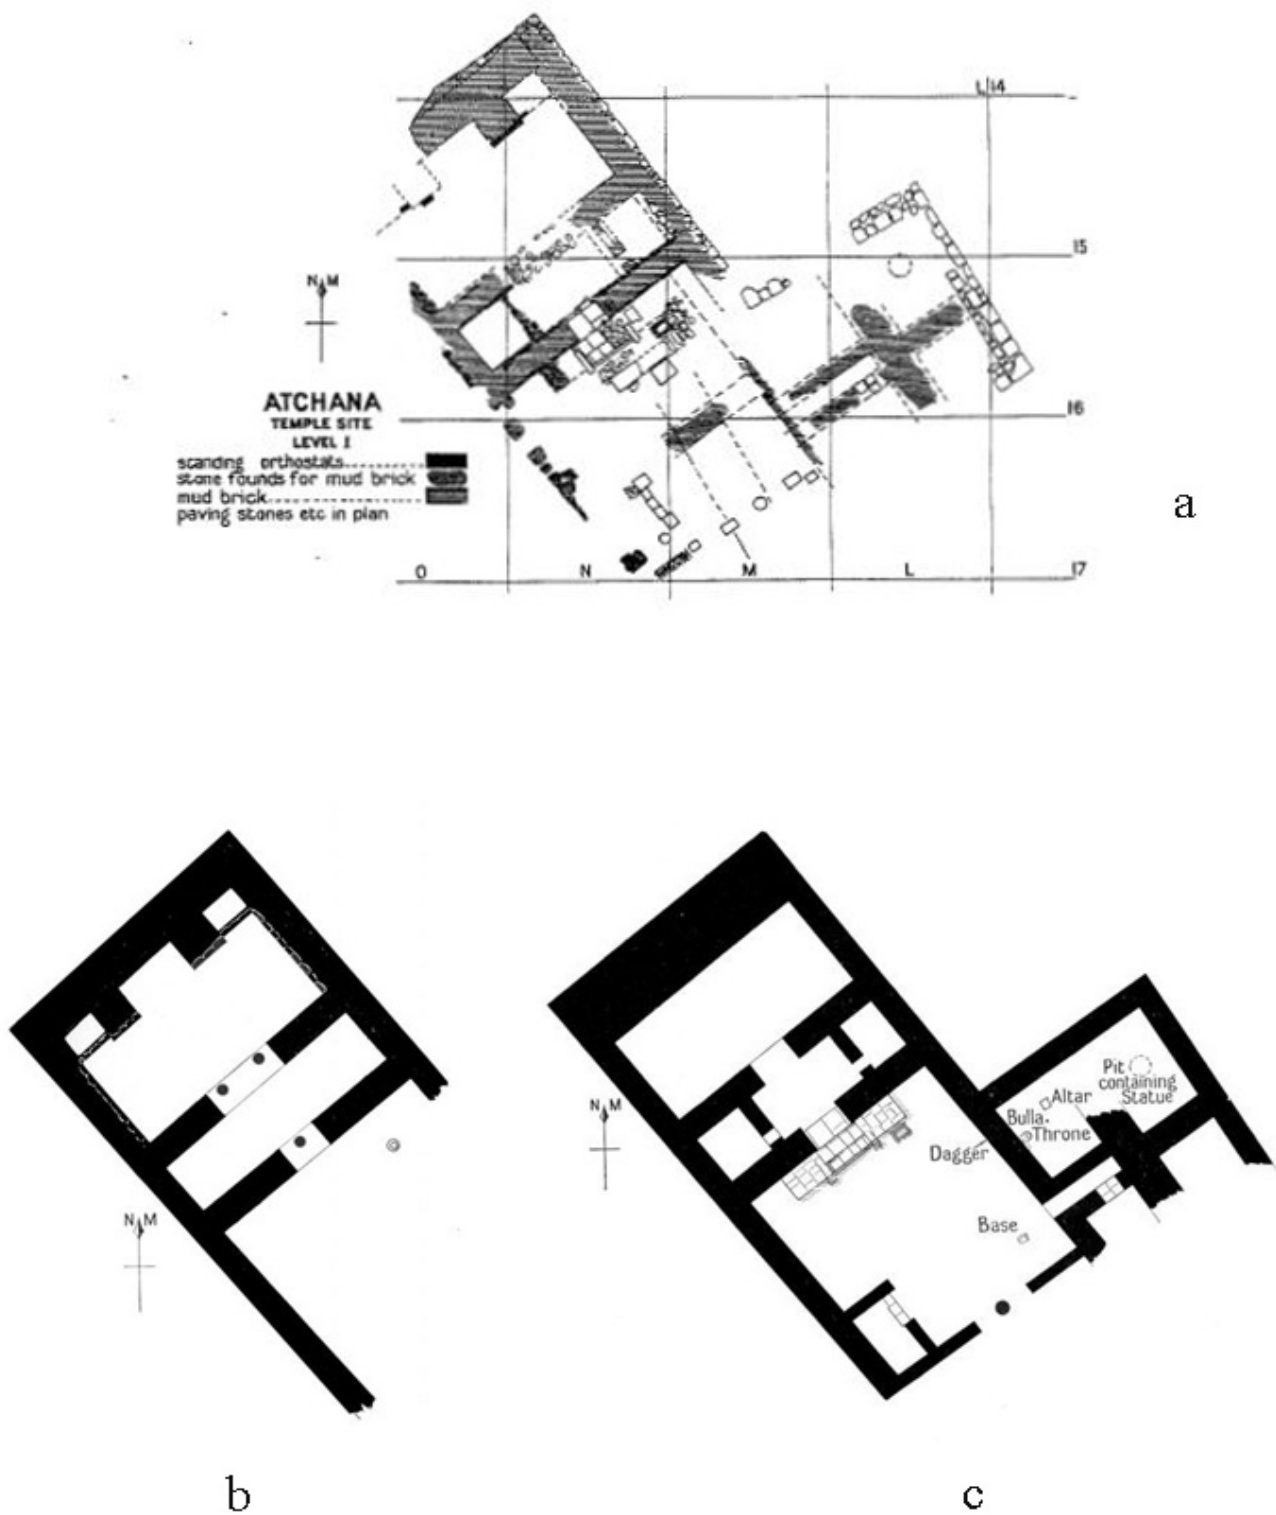 L 14
15
N M
ATCHANA
TEMPLE SITE
LEVEL I
standing orthostats
stone founds for mud brick
mud brick
paving stones etc in plan
16
a
O N M L 17
N M
N M
Pit
containing
Statue
Altar
Bulla
Throne
Dagger
Base
b
c